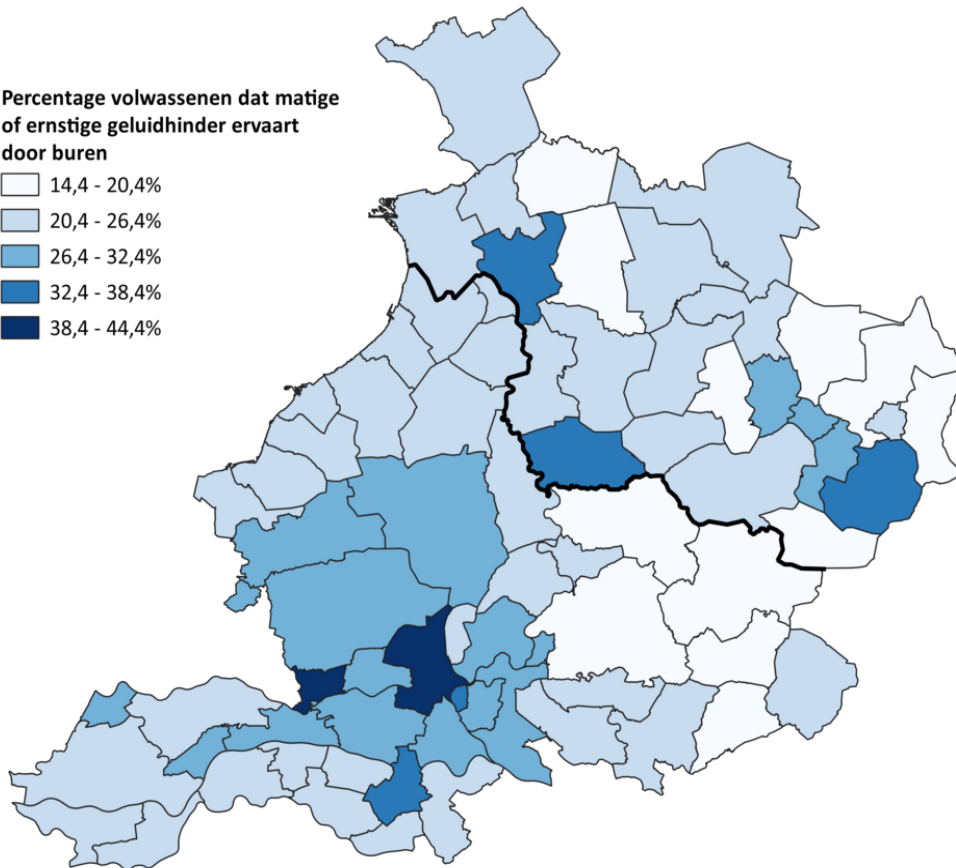 Percentage volwassenen dat matige
of ernstige geluidhinder ervaart
door buren
14,4 - 20,4%
20,4 - 26,4%
26,4 - 32,4%
32,4 - 38,4%
38,4 - 44,4%